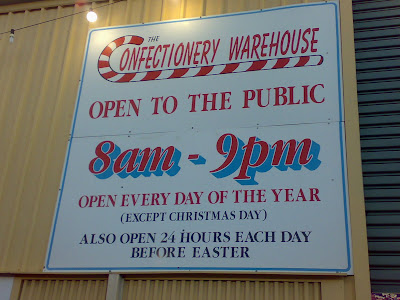 THE
CONFECTIONERY WAREHOUSE
OPEN TO THE PUBLIC
8am - 9pm
OPEN EVERY DAY OF THE YEAR
(EXCEPT CHRISTMAS DAY)
ALSO OPEN 24 HOURS EACH DAY
BEFORE EASTER